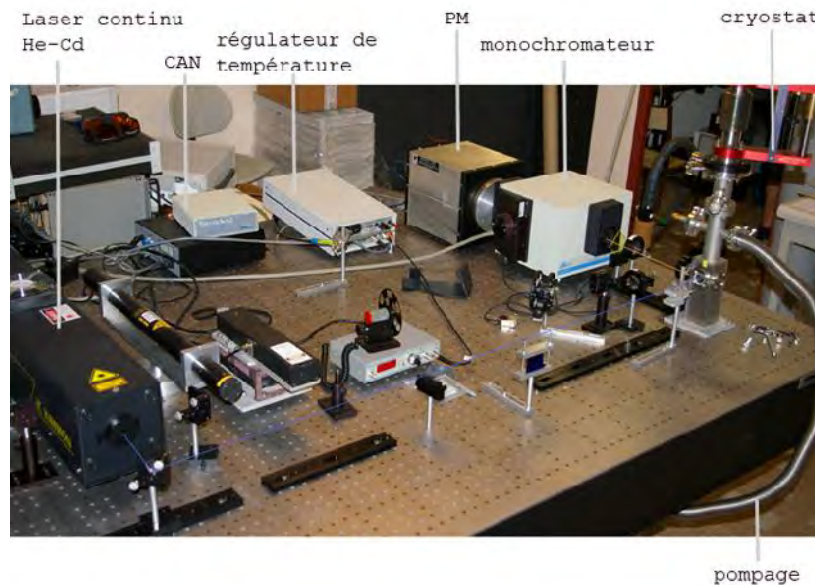 Laser continu
He-Cd
CAN
régulateur de
température
PM
monochromateur
cryostat
pompage